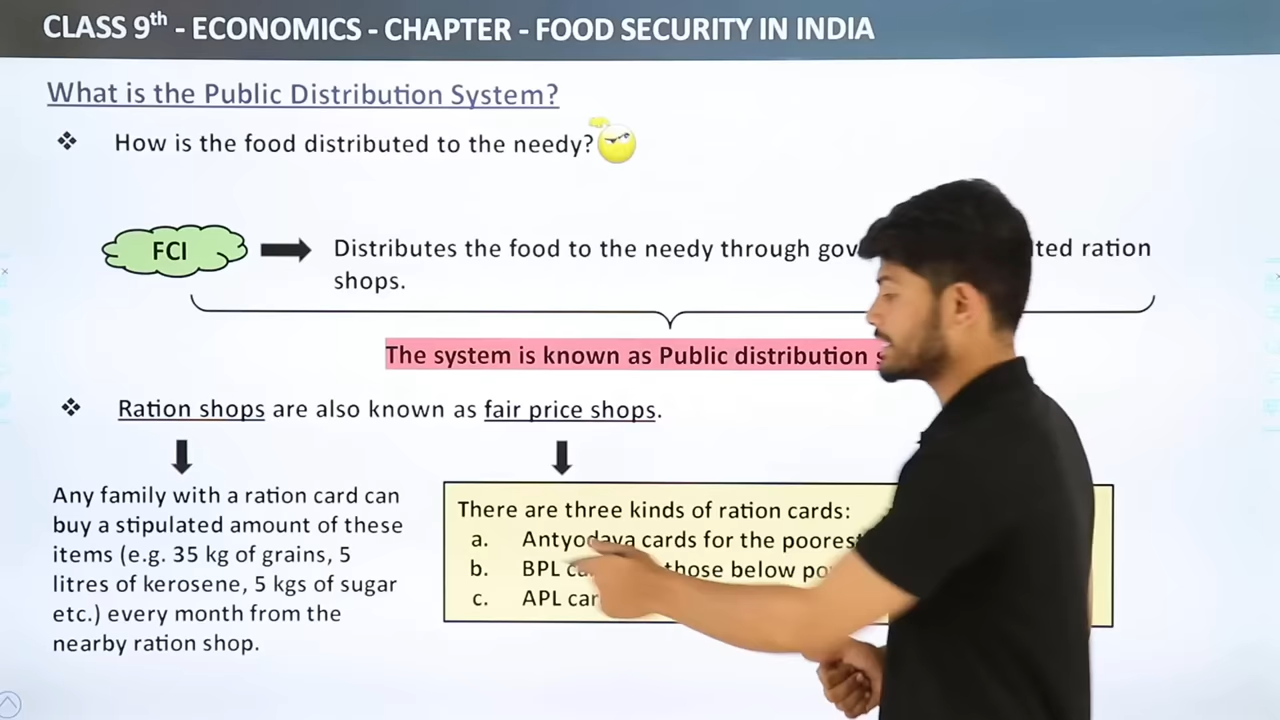 CLASS 9th - ECONOMICS - CHAPTER - FOOD SECURITY IN INDIA
What is the Public Distribution System?
How is the food distributed to the needy?
FCI
Distributes the food to the needy through ration
shops.
The system is known as Public distribution
Ration shops are also known as fair price shops.
Any family with a ration card can
buy a stipulated amount of these
items (e.g. 35 kg of grains, 5
litres of kerosene, 5 kgs of sugar
etc.) every month from the
nearby ration shop.
There are three kinds of ration cards:
a. Antyodaya cards for the poorest
b. BPL those below
c. APL